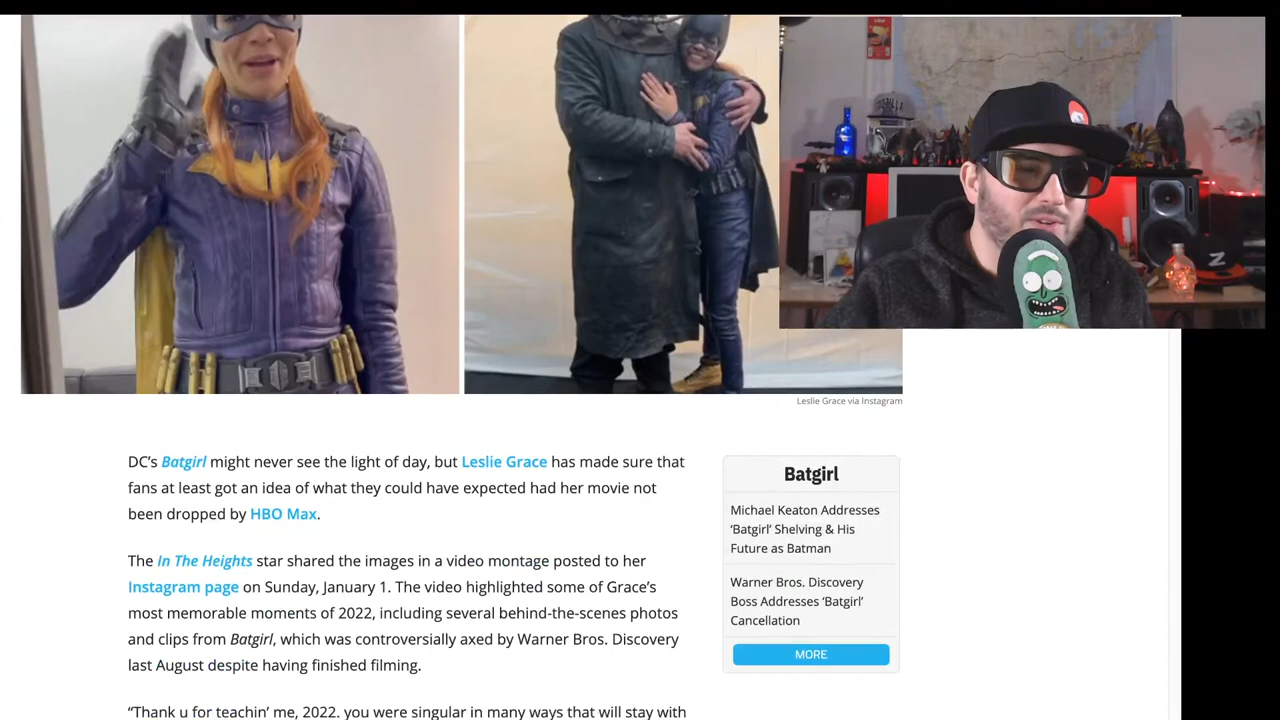 Leslie Grace via Instagram
DC’s Batgirl might never see the light of day, but Leslie Grace has made sure that
fans at least got an idea of what they could have expected had her movie not
been dropped by HBO Max.
The In The Heights star shared the images in a video montage posted to her
Instagram page on Sunday, January 1. The video highlighted some of Grace’s
most memorable moments of 2022, including several behind-the-scenes photos
and clips from Batgirl, which was controversially axed by Warner Bros. Discovery
last August despite having finished filming.
“Thank u for teachin’ me, 2022. you were singular in many ways that will stay with
Batgirl
Michael Keaton Addresses
‘Batgirl’ Shelving & His
Future as Batman
Warner Bros. Discovery
Boss Addresses ‘Batgirl’
Cancellation
MORE